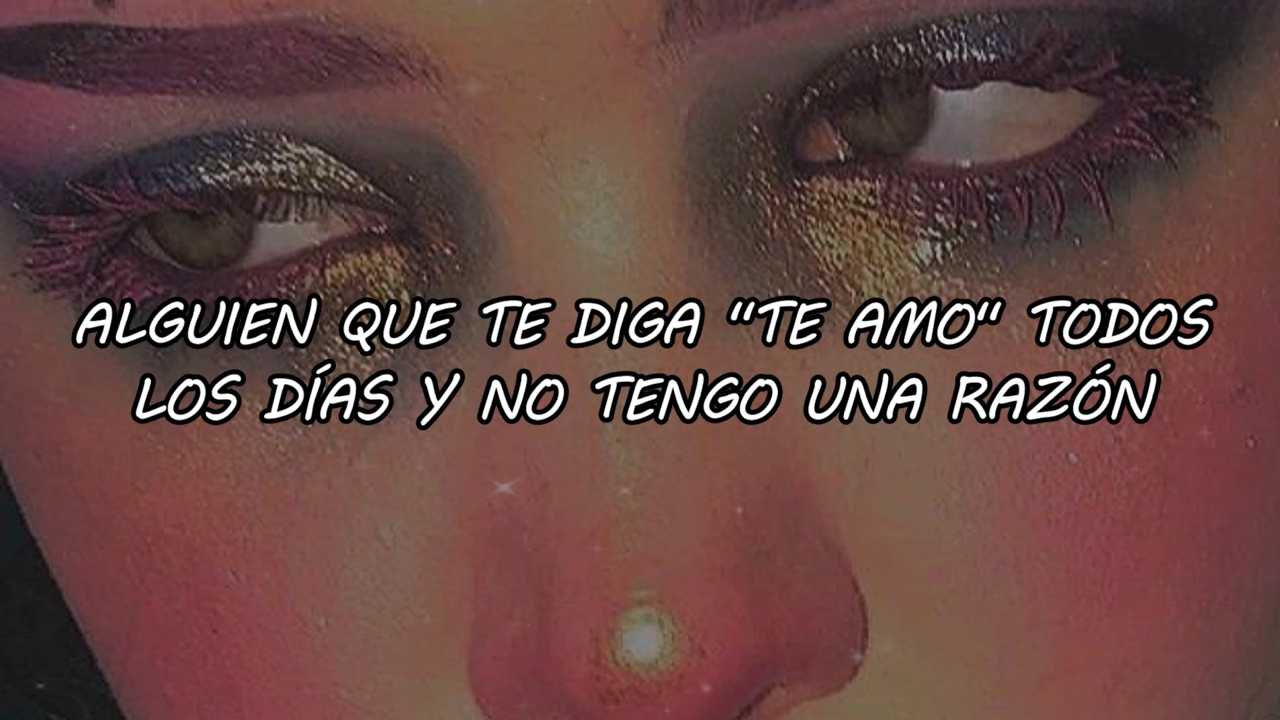 ALGUIEN QUE TE DIGA "TE AMO" TODOS
LOS DÍAS Y NO TENGO UNA RAZÓN